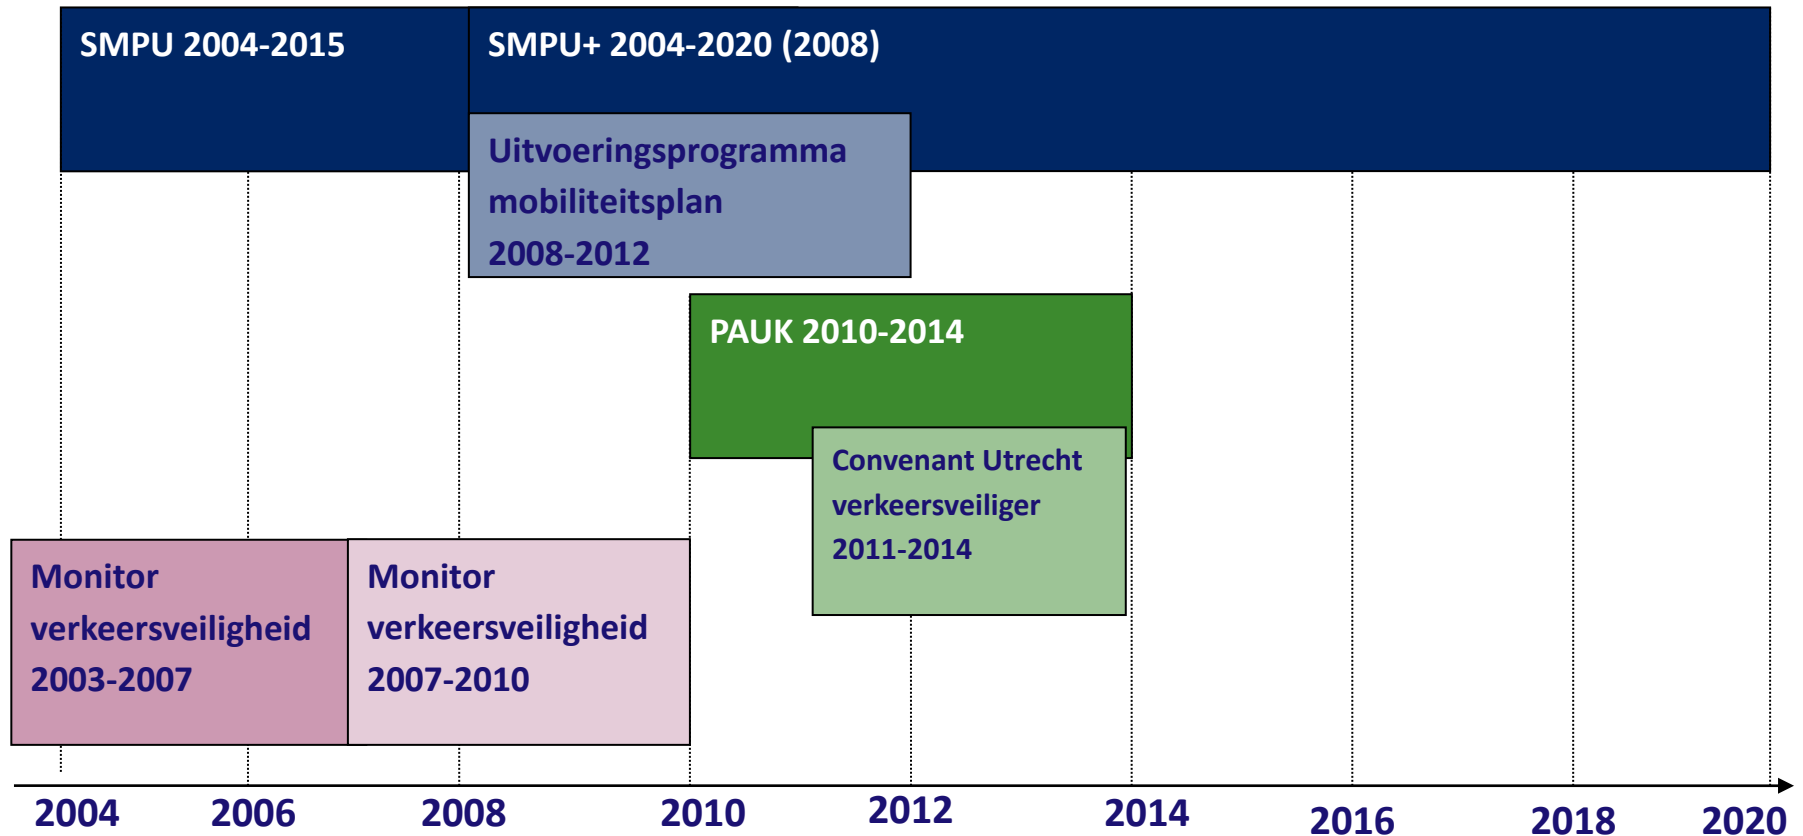 SMPU 2004-2015
SMPU+ 2004-2020 (2008)
Uitvoeringsprogramma
mobiliteitsplan
2008-2012
PAUK 2010-2014
Convenant Utrecht
verkeersveiliger
2011-2014
Monitor
verkeersveiligheid
2003-2007
Monitor
verkeersveiligheid
2007-2010
2004 2006 2008 2010 2012 2014 2016 2018 2020